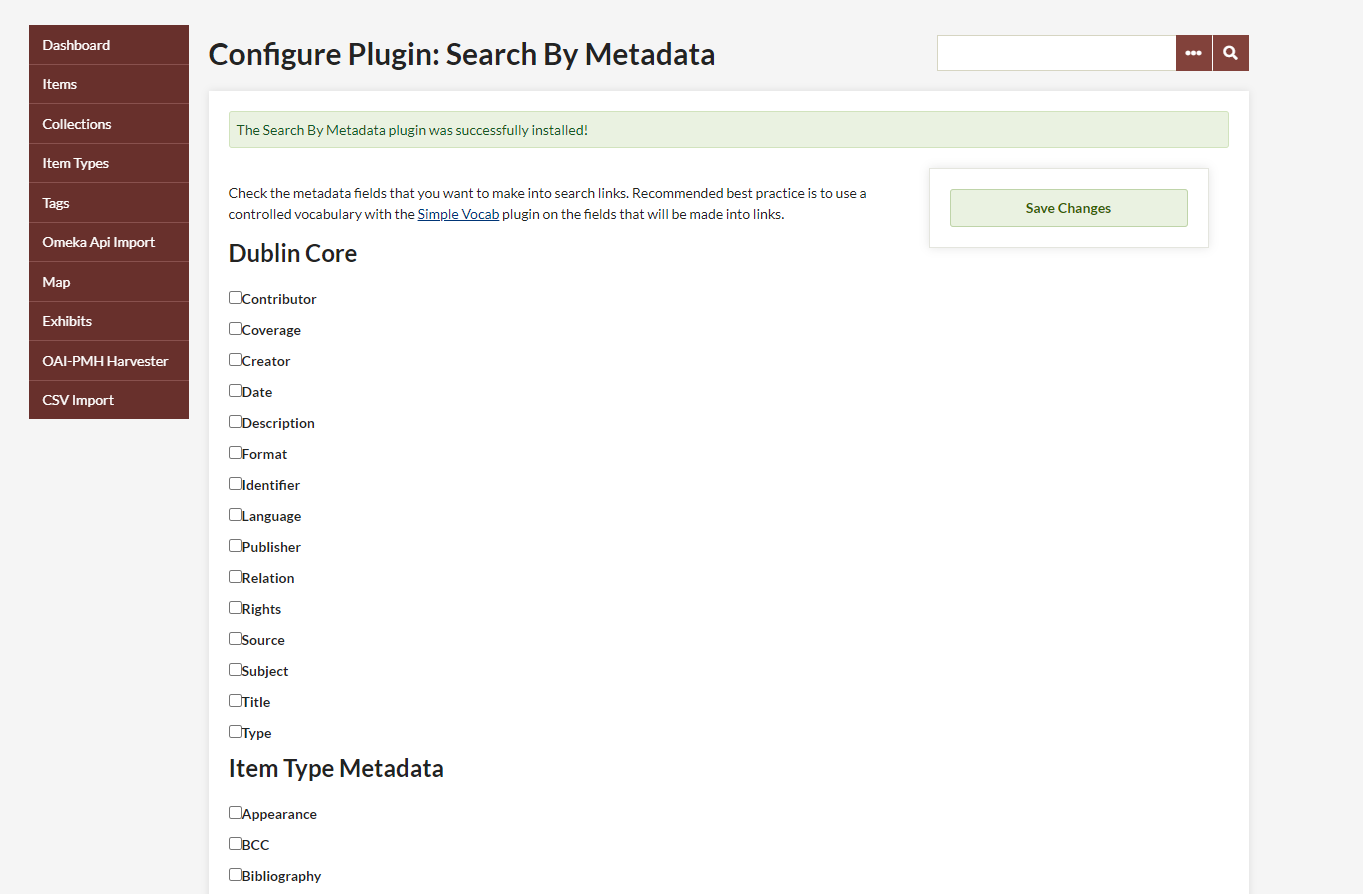 Dashboard
Items
Collections
Item Types
Tags
Omeka Api Import
Map
Exhibits
OAI-PMH Harvester
CSV Import
Configure Plugin: Search By Metadata
The Search By Metadata plugin was successfully installed!
Check the metadata fields that you want to make into search links. Recommended best practice is to use a
controlled vocabulary with the Simple Vocab plugin on the fields that will be made into links.
Save Changes
Dublin Core
Contributor
Coverage
Creator
Date
Description
Format
Identifier
Language
Publisher
Relation
Rights
Source
Subject
Title
Type
Item Type Metadata
Appearance
BCC
Bibliography